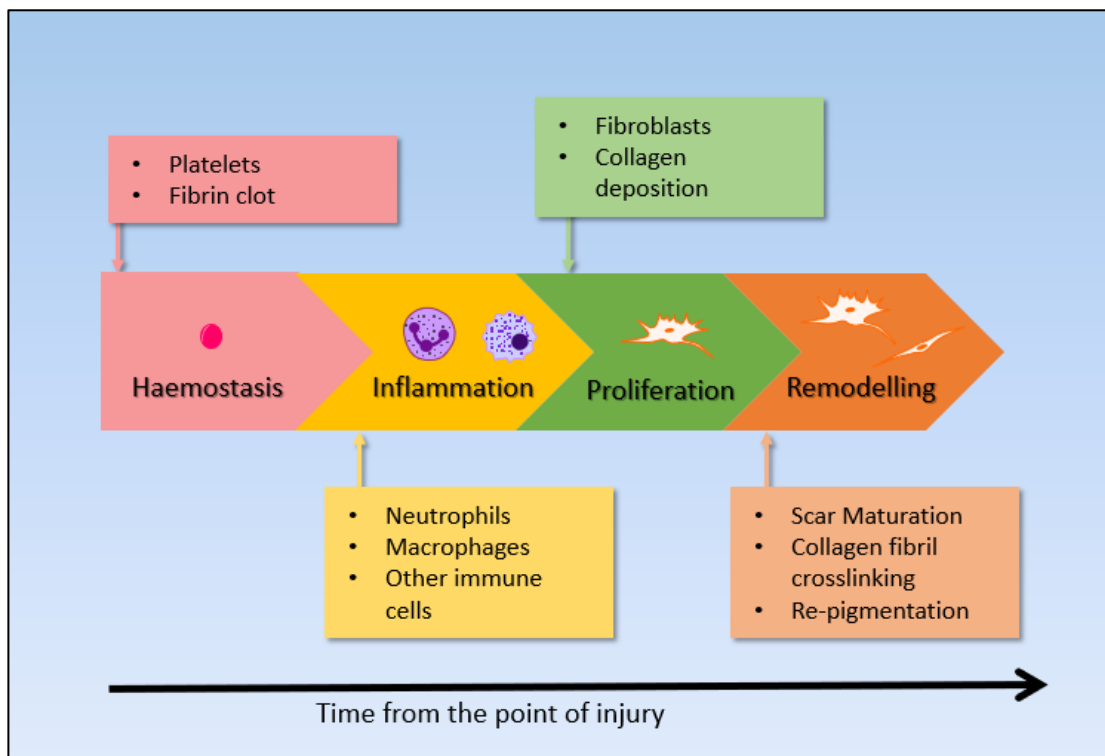 • Platelets
• Fibrin clot
• Fibroblasts
• Collagen
deposition
Haemostasis
Inflammation
Proliferation
Remodelling
• Neutrophils
• Macrophages
• Other immune
cells
• Scar Maturation
• Collagen fibril
crosslinking
• Re-pigmentation
Time from the point of injury